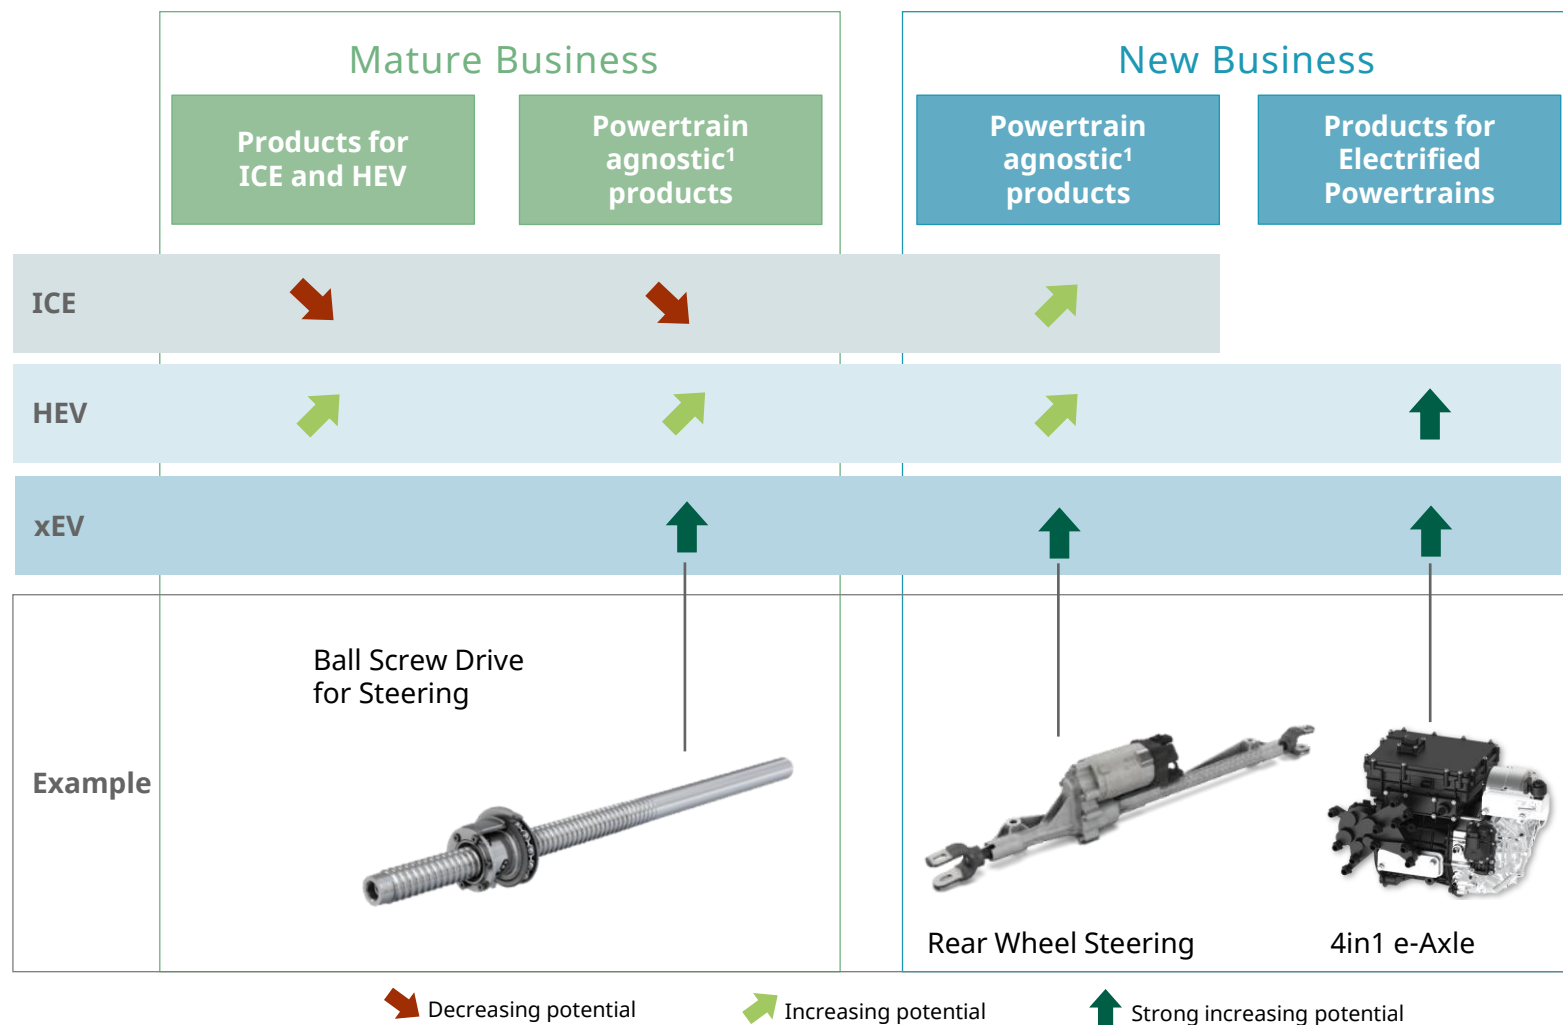 Mature Business
New Business
Products for
ICE and HEV
Powertrain
agnostic¹
products
Powertrain
agnostic¹
products
Products for
Electrified
Powertrains
ICE
HEV
xEV
Example
Ball Screw Drive
for Steering
Rear Wheel Steering
4in1 e-Axle
Decreasing potential
Increasing potential
Strong increasing potential